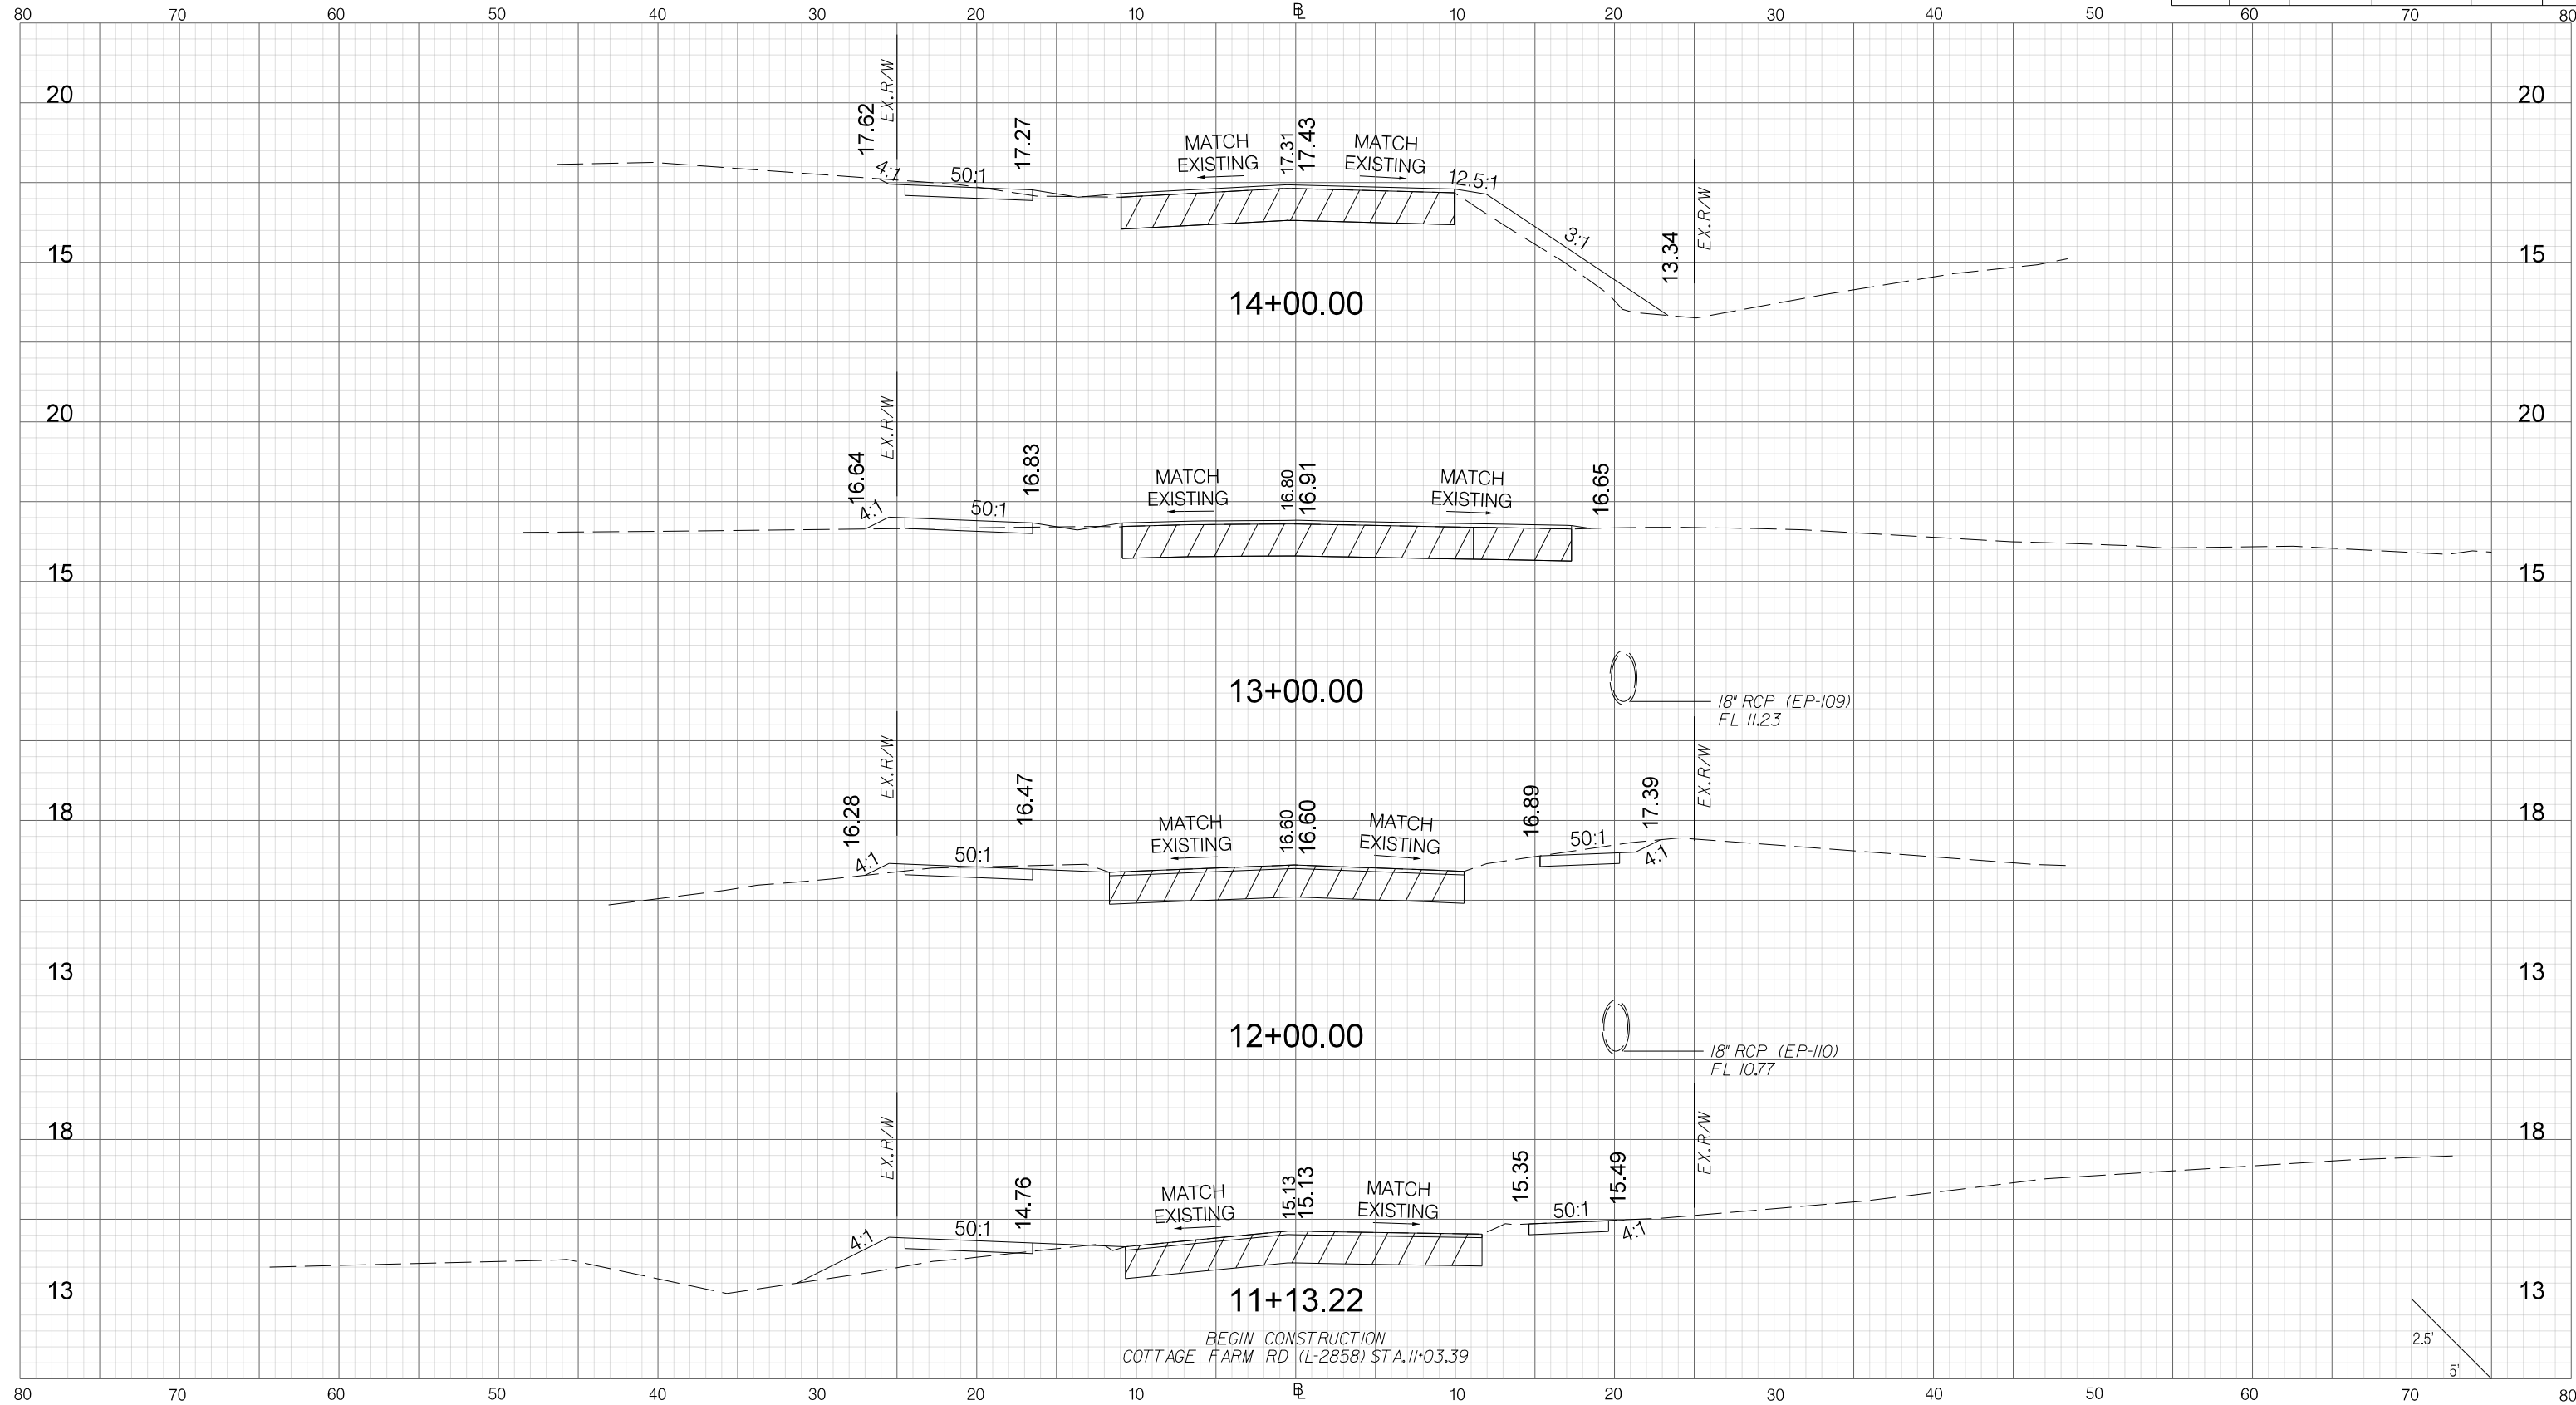 80 70 60 50 40 30 20 10 BL 10 20 30 40 50 60 70 80
EX.R/W
20 20
17.62
17.27
MATCH
EXISTING
17.31
17.43
MATCH
EXISTING
4:1
50:1
12.5:1
EX.R/W
3:1
13.34
15 15
14+00.00
EX.R/W
20 20
16.64
16.83
MATCH
EXISTING
16.80
16.91
MATCH
EXISTING
16.65
4:1
50:1
15 15
13+00.00
18" RCP (EP-109)
FL 11.23
EX.R/W
EX.R/W
18 18
16.28
16.47
MATCH
EXISTING
16.60
16.60
MATCH
EXISTING
16.89
17.39
4:1
50:1
50:1
4:1
13 13
12+00.00
18" RCP (EP-110)
FL 10.77
EX.R/W
EX.R/W
18 18
14.76
MATCH
EXISTING
15.13
15.13
MATCH
EXISTING
15.35
15.49
4:1
50:1
50:1
4:1
13 13
11+13.22
BEGIN CONSTRUCTION
COTTAGE FARM RD (L-2858) STA.11+03.39
2.5'
5'
80 70 60 50 40 30 20 10 BL 10 20 30 40 50 60 70 80